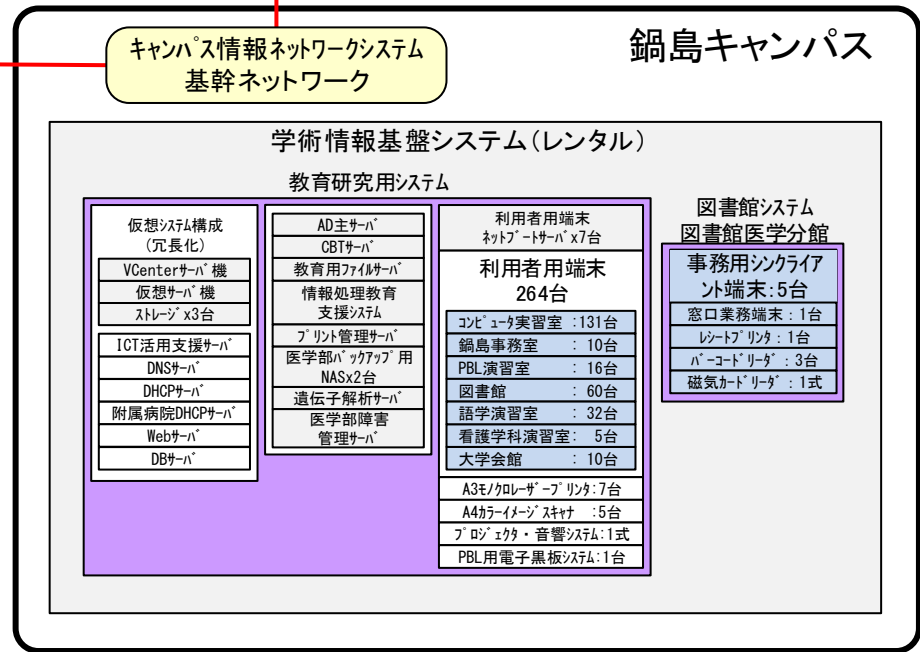 鍋島キャンパス
キャンパス情報ネットワークシステム
基幹ネットワーク
学術情報基盤システム(レンタル)
教育研究用システム
仮想システム構成
(冗長化)
VCenterサーバ機
仮想サーバ機
ストレージx3台
ICT活用支援サーバ
DNSサーバ
DHCPサーバ
附属病院DHCPサーバ
Webサーバ
DBサーバ
AD主サーバ
CBTサーバ
教育用ファイルサーバ
情報処理教育
支援システム
プリント管理サーバ
医学部バックアップ用
NASx2台
遺伝子解析サーバ
医学部障害
管理サーバ
利用者用端末
ネットブートサーバx7台
利用者用端末
264台
コンピュータ実習室 :131台
鍋島事務室 : 10台
PBL演習室 : 16台
図書館 : 60台
語学演習室 : 32台
看護学科演習室: 5台
大学会館 : 10台
A3モノクロレーザープリンタ:7台
A4カラーイメージスキャナ :5台
プロジェクタ・音響システム:1式
PBL用電子黒板システム:1台
図書館システム
図書館医学分館
事務用シンクライア
ント端末:5台
窓口業務端末:1台
レシートプリンタ:1台
バーコードリーダ:3台
磁気カードリーダ:1式